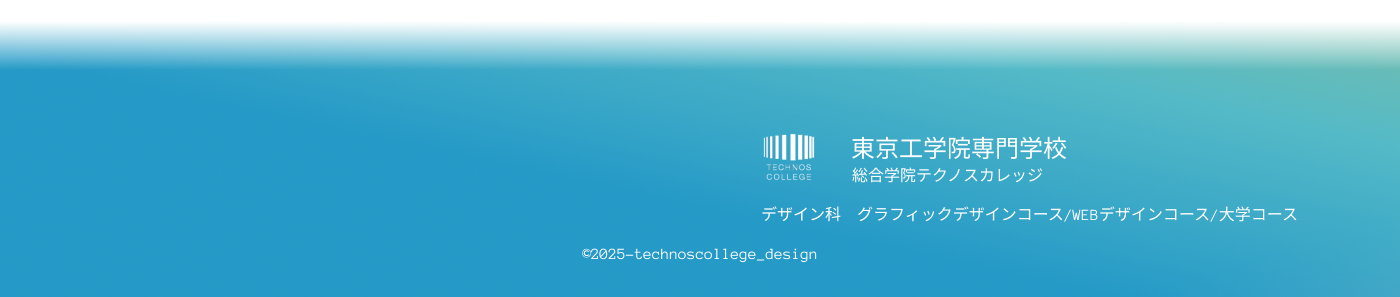 TECHNOS
COLLEGE
東京工学院専門学校
総合学院テクノスカレッジ
デザイン科　グラフィックデザインコース/WEBデザインコース/大学コース
©2025-technoscollege_design